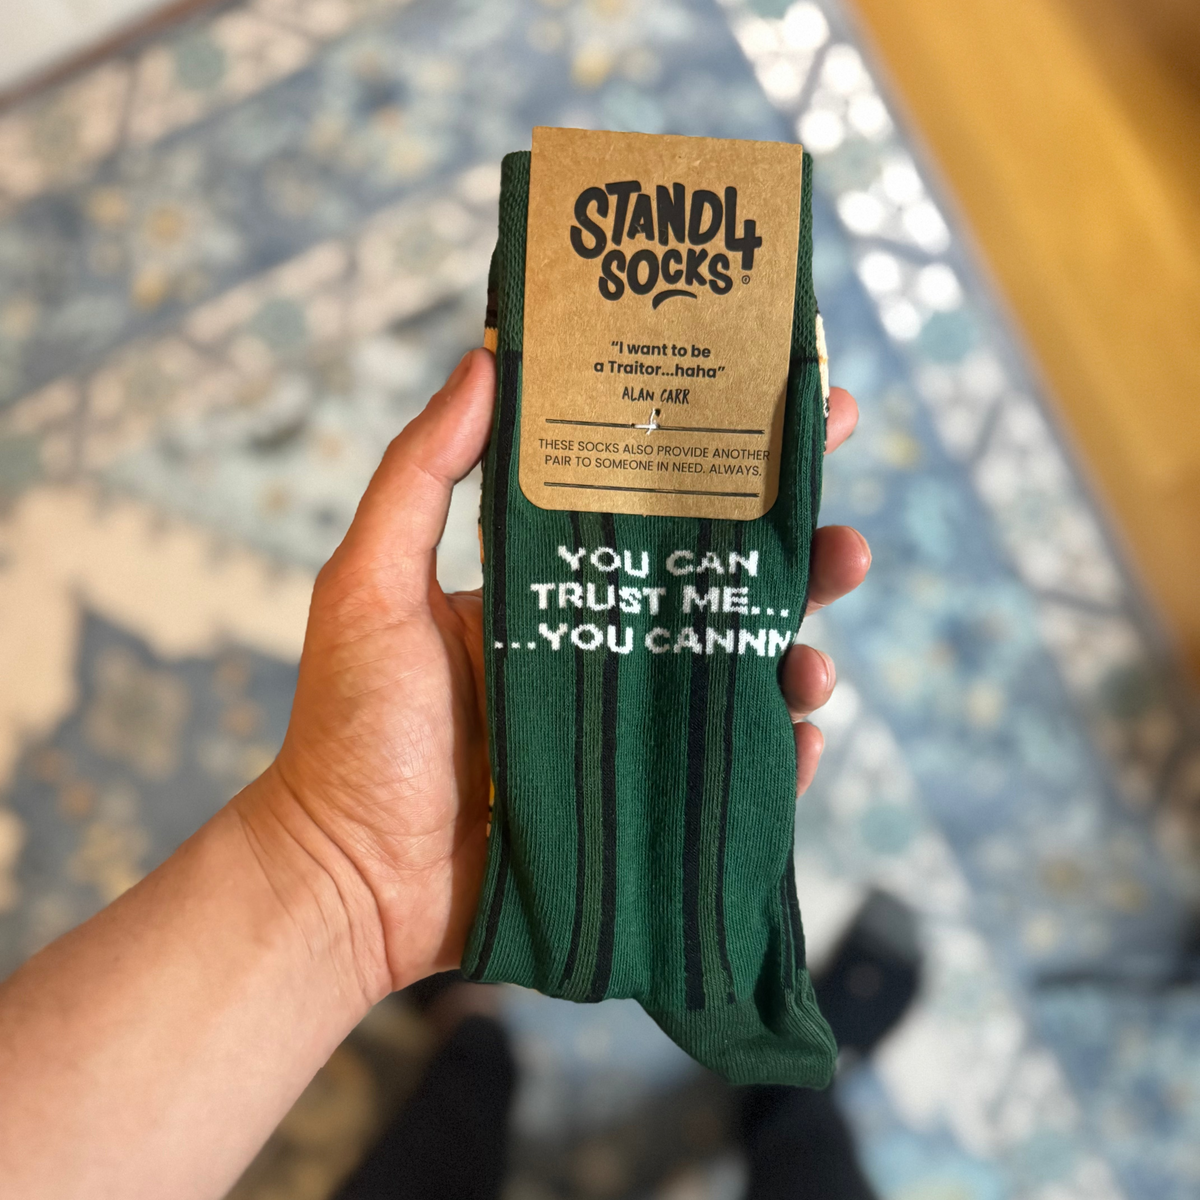 STAND4
SOCKS
“I want to be
a Traitor...haha”
ALAN CARR
THESE SOCKS ALSO PROVIDE ANOTHER
PAIR TO SOMEONE IN NEED. ALWAYS.
YOU CAN
TRUST ME...
...YOU CANNN